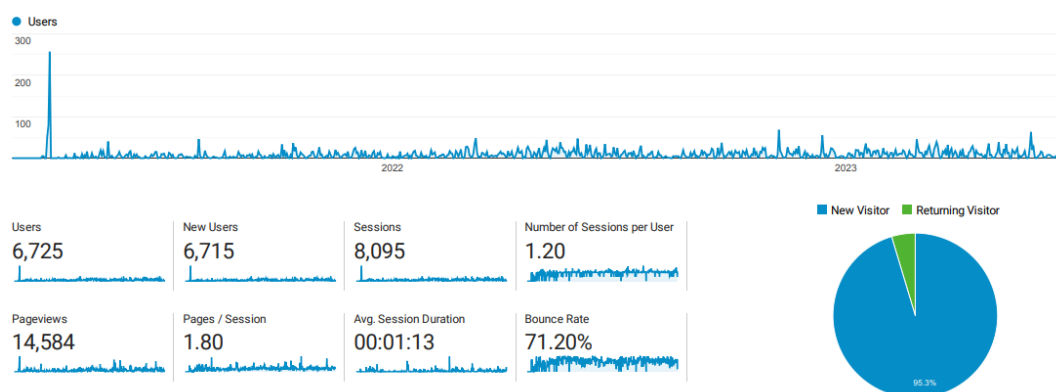 Users
300
200
100
2022
2023
New Visitor
Returning Visitor
Users
New Users
Sessions
Number of Sessions per User
6,725
6,715
8,095
1.20
Pageviews
Pages / Session
Avg. Session Duration
Bounce Rate
14,584
1.80
00:01:13
71.20%
95.3%